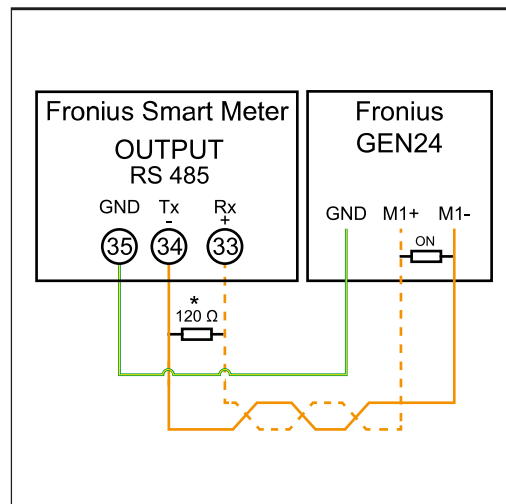 Fronius Smart Meter
OUTPUT
RS 485
GND Tx Rx
- +
35 34 33
Fronius
GEN24
GND M1+ M1-
ON
*
120 Ω